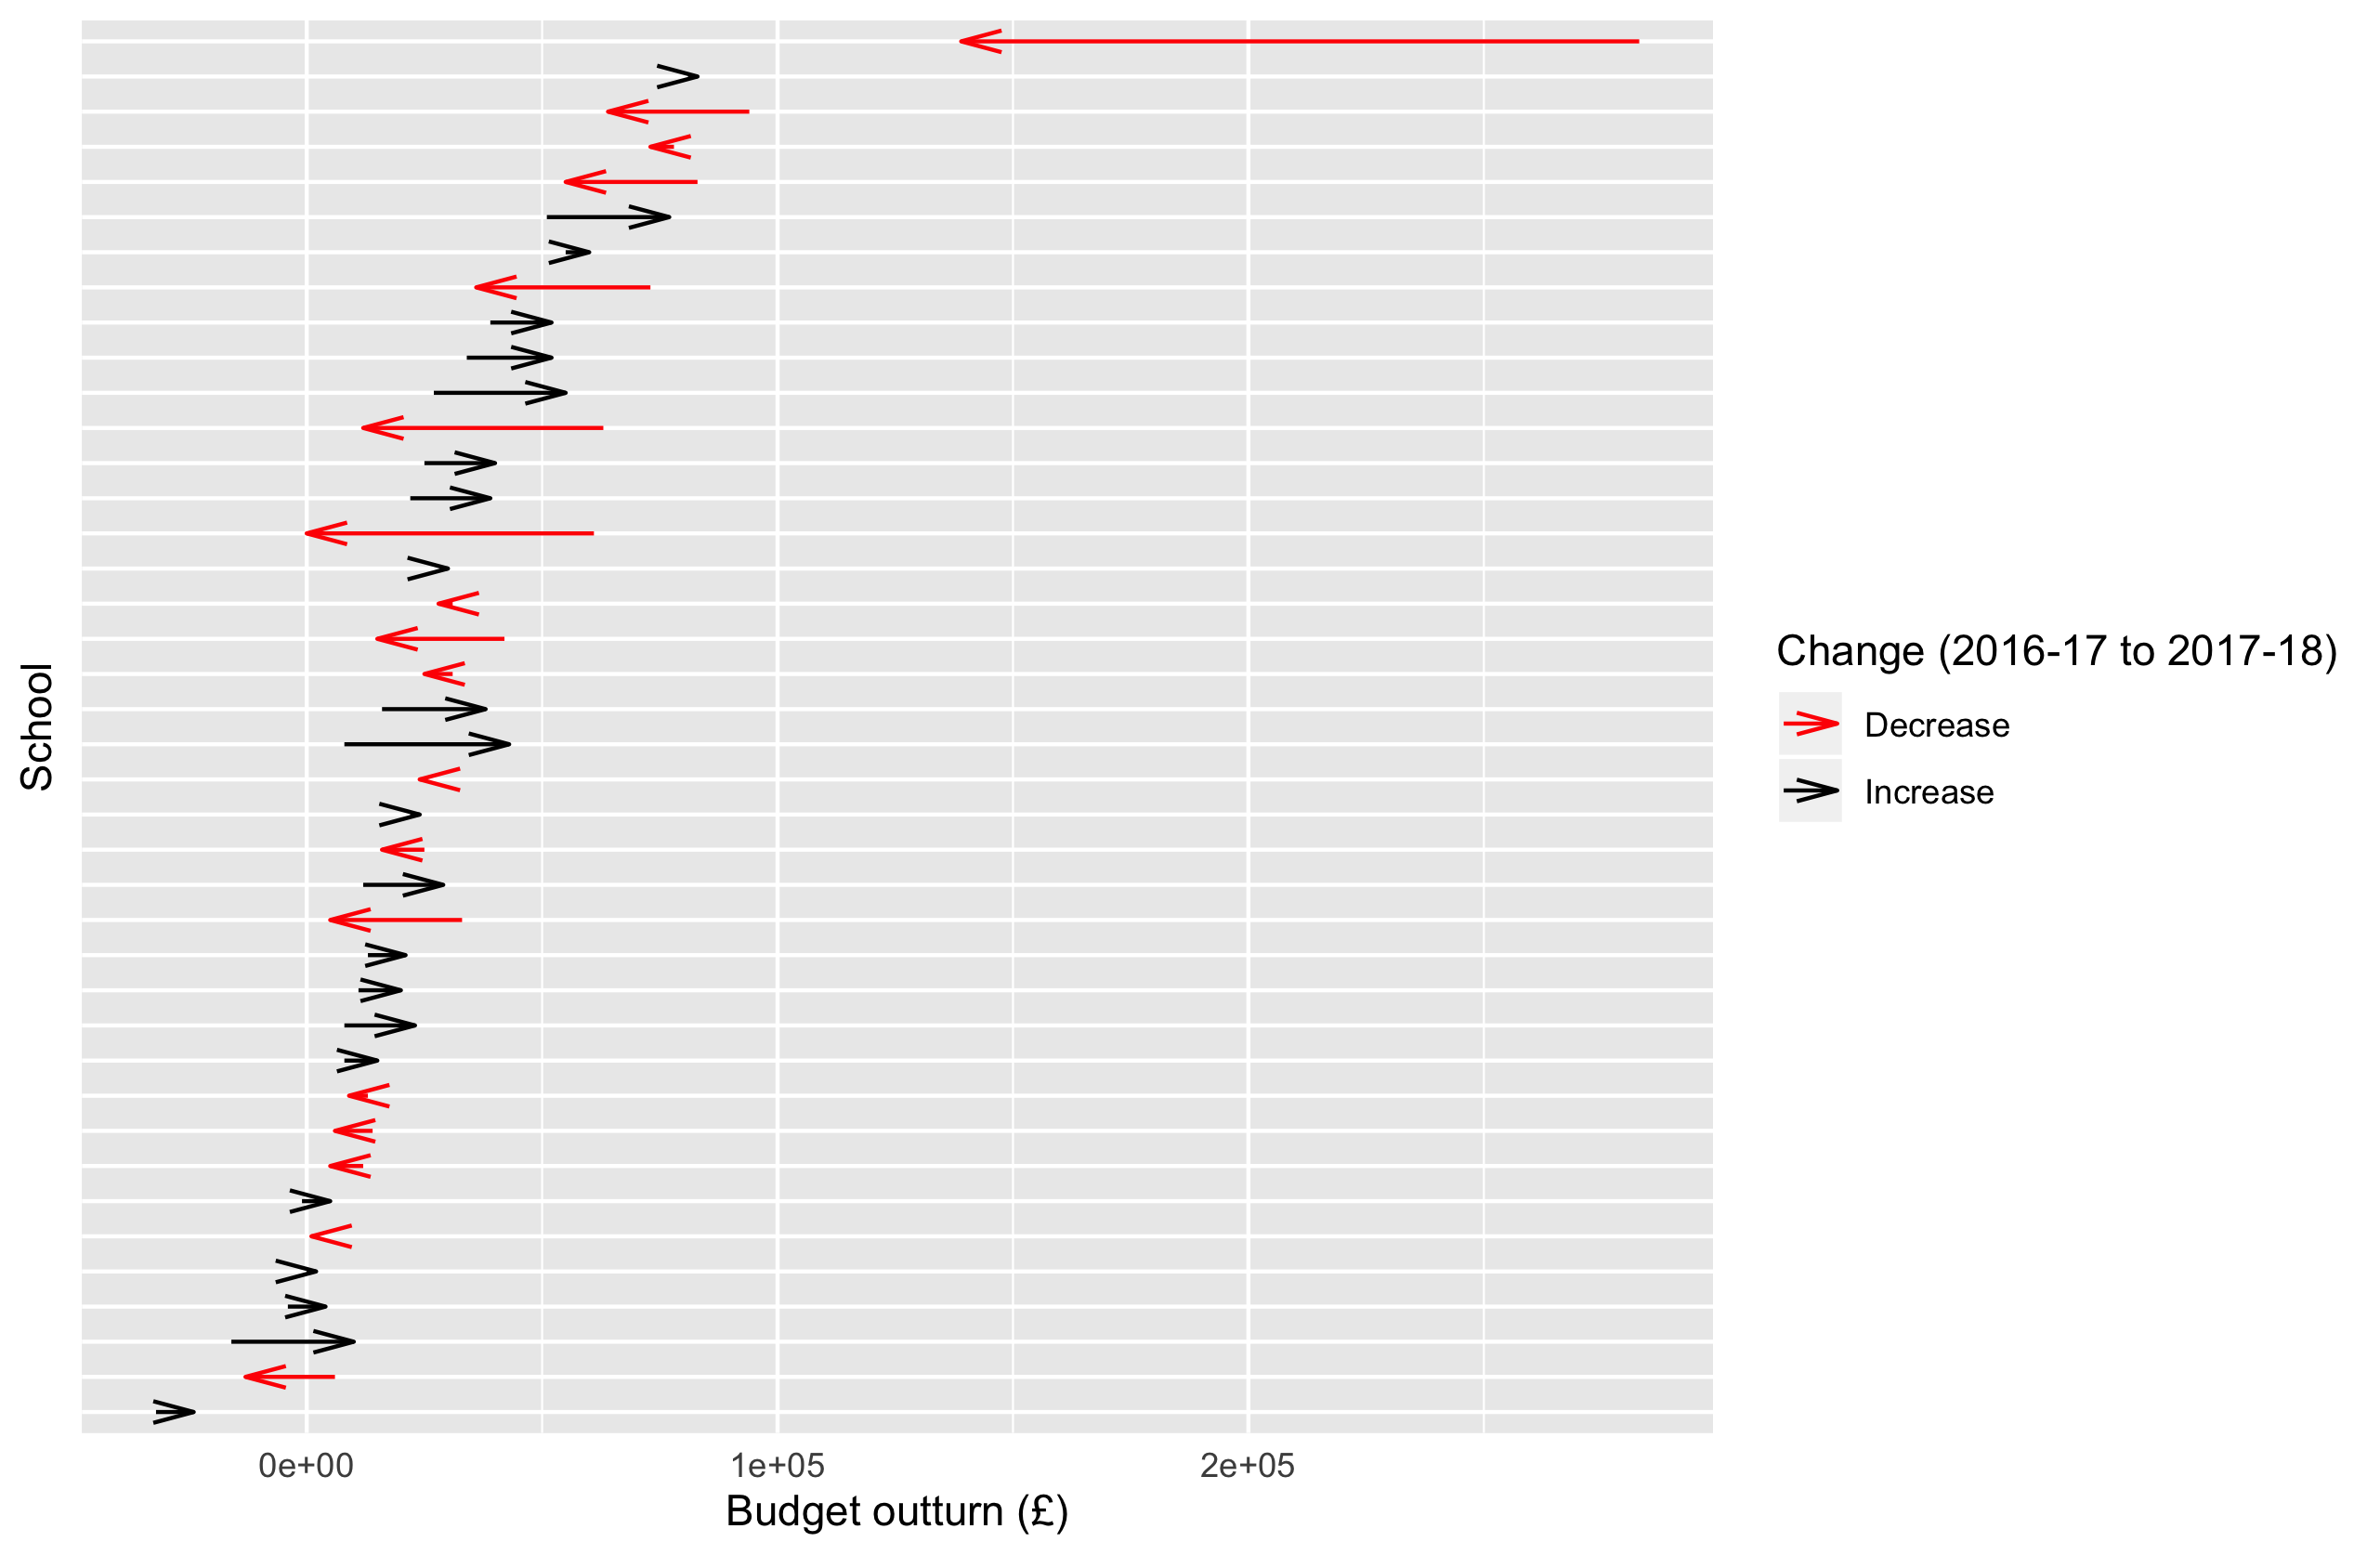 School
Change (2016-17 to 2017-18)
Decrease
Increase
0e+00 1e+05 2e+05
Budget outturn (£)